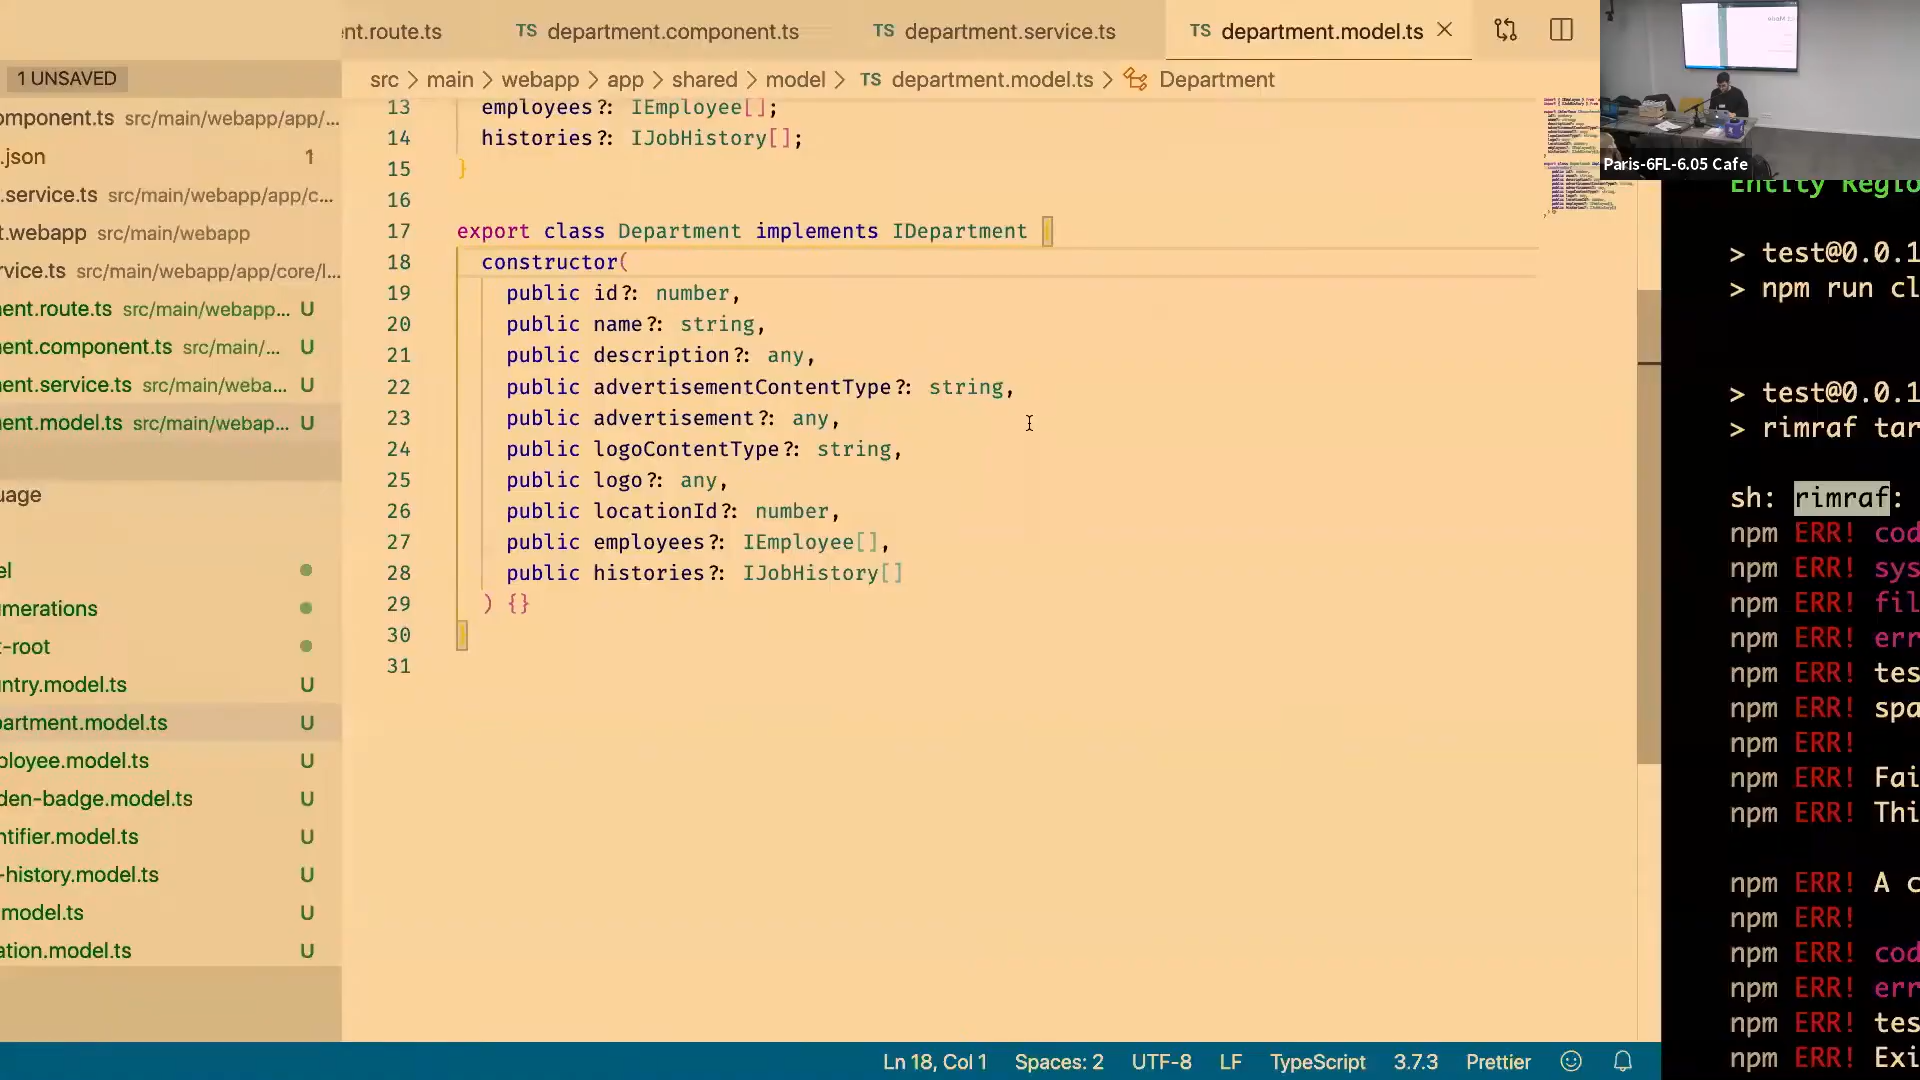 nt.route.ts
TS department.component.ts
TS department.service.ts
TS department.model.ts
1 UNSAVED
src > main > webapp > app > shared > model > TS department.model.ts > Department
omponent.ts src/main/webapp/app/...
.json 1
.service.ts src/main/webapp/app/c...
t.webapp src/main/webapp
rvice.ts src/main/webapp/app/core/l...
ent.route.ts src/main/webapp... U
ent.component.ts src/main/... U
ent.service.ts src/main/weba... U
ent.model.ts src/main/webap... U
uage
el
merations
t-root
ntry.model.ts U
partment.model.ts U
ployee.model.ts U
den-badge.model.ts U
ntifier.model.ts U
-history.model.ts U
model.ts U
ation.model.ts U
13 employees?: IEmployee[];
14 histories?: IJobHistory[];
15 }
16
17 export class Department implements IDepartment {
18 constructor(
19 public id?: number,
20 public name?: string,
21 public description?: any,
22 public advertisementContentType?: string,
23 public advertisement?: any,
24 public logoContentType?: string,
25 public logo?: any,
26 public locationId?: number,
27 public employees?: IEmployee[],
28 public histories?: IJobHistory[]
29 ) {}
30 }
31
Paris-6FL-6.05 Cafe
Entity Regio
> test@0.0.1
> npm run cl
> test@0.0.1
> rimraf tar
sh: rimraf:
npm ERR! cod
npm ERR! sys
npm ERR! fil
npm ERR! err
npm ERR! tes
npm ERR! spa
npm ERR!
npm ERR! Fai
npm ERR! Thi
npm ERR! A c
npm ERR!
npm ERR! cod
npm ERR! err
npm ERR! tes
npm ERR! Exi
Ln 18, Col 1
Spaces: 2
UTF-8
LF
TypeScript
3.7.3
Prettier